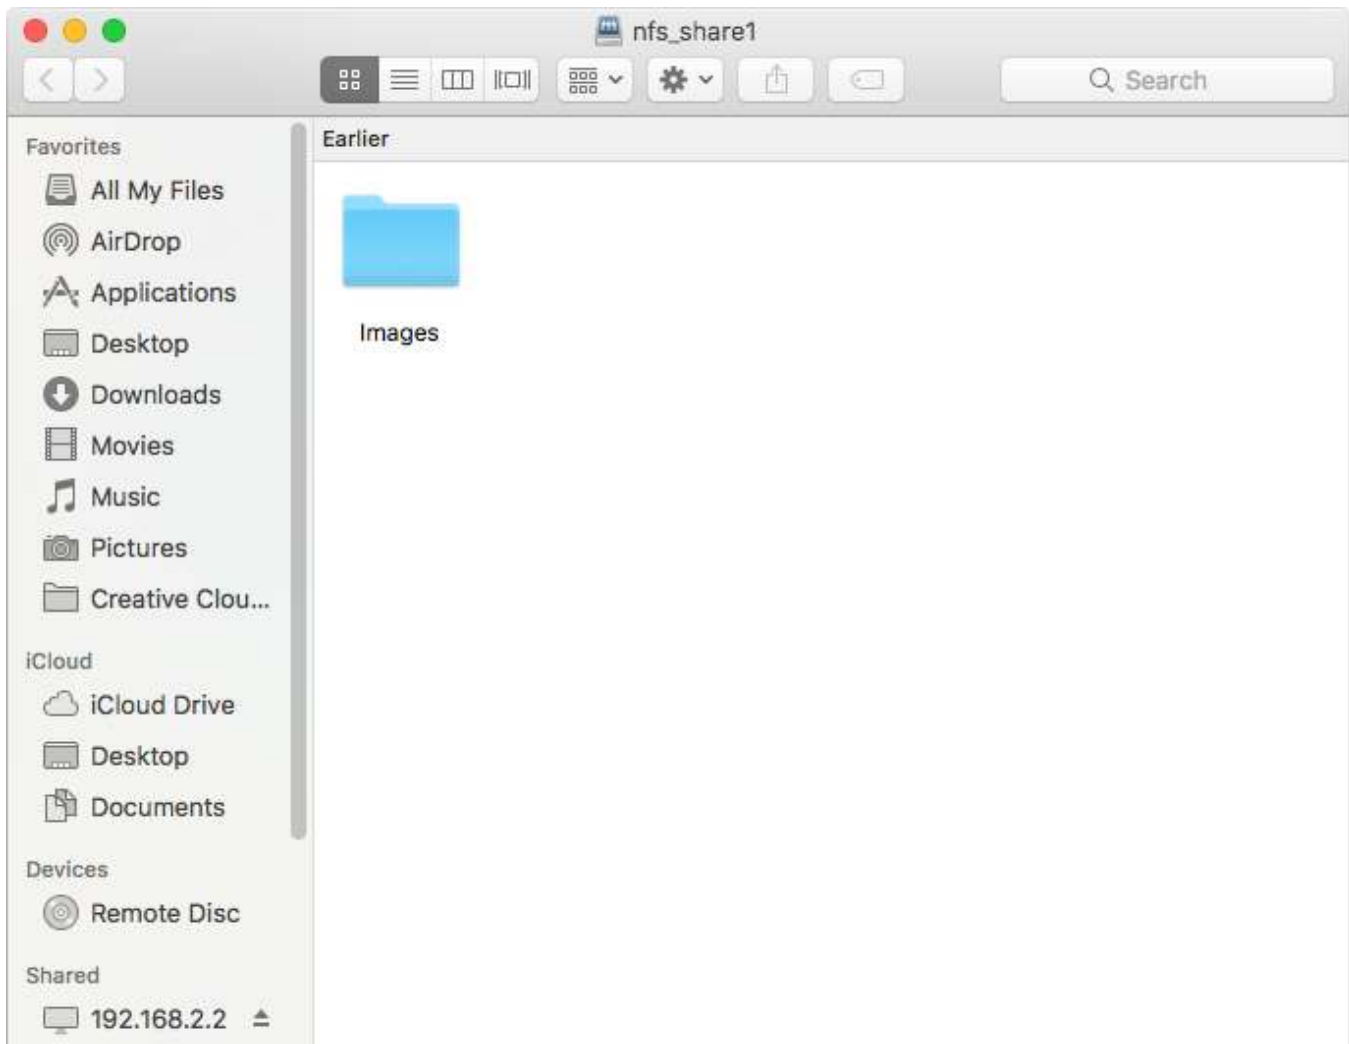 nfs_share1
Search
Favorites
All My Files
AirDrop
Applications
Desktop
Downloads
Movies
Music
Pictures
Creative Clou...
iCloud
iCloud Drive
Desktop
Documents
Devices
Remote Disc
Shared
192.168.2.2
Earlier
Images